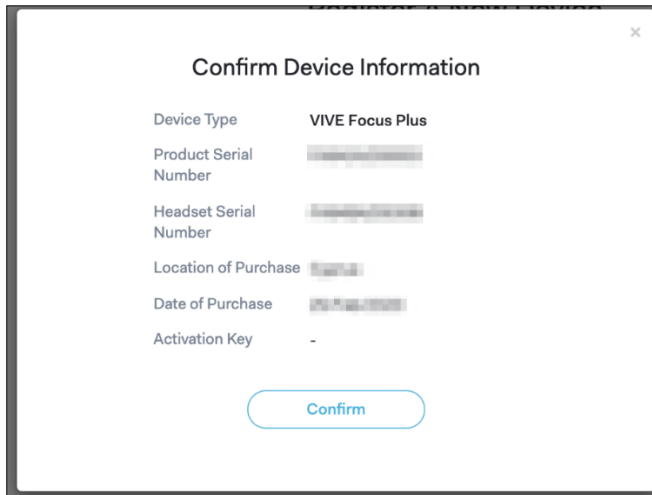 Confirm Device Information
Device Type VIVE Focus Plus
Product Serial
Number
Headset Serial
Number
Location of Purchase
Date of Purchase
Activation Key -
Confirm